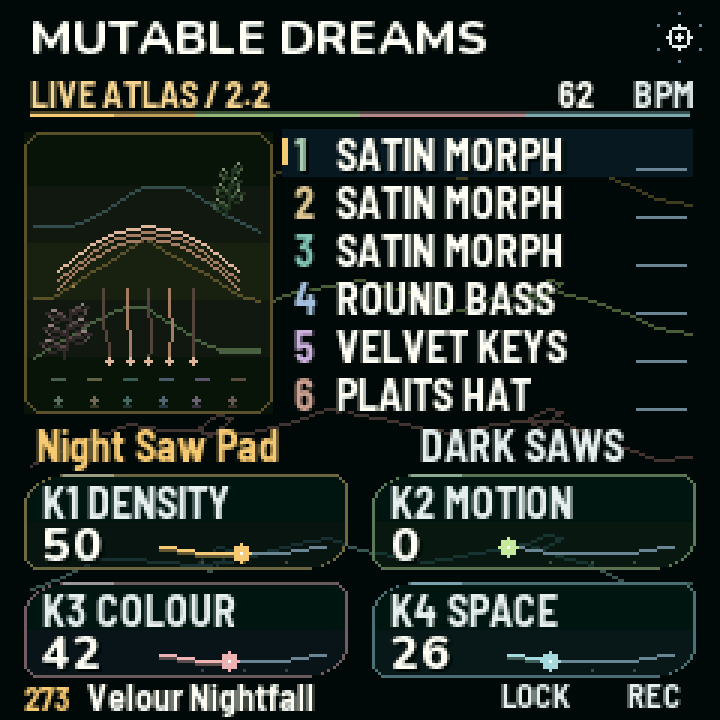 MUTABLE DREAMS
LIVE ATLAS / 2.2 62 BPM
1 SATIN MORPH
2 SATIN MORPH
3 SATIN MORPH
4 ROUND BASS
5 VELVET KEYS
6 PLAITS HAT
Night Saw Pad DARK SAWS
K1 DENSITY K2 MOTION
50 0
K3 COLOUR K4 SPACE
42 26
273 Velour Nightfall LOCK REC